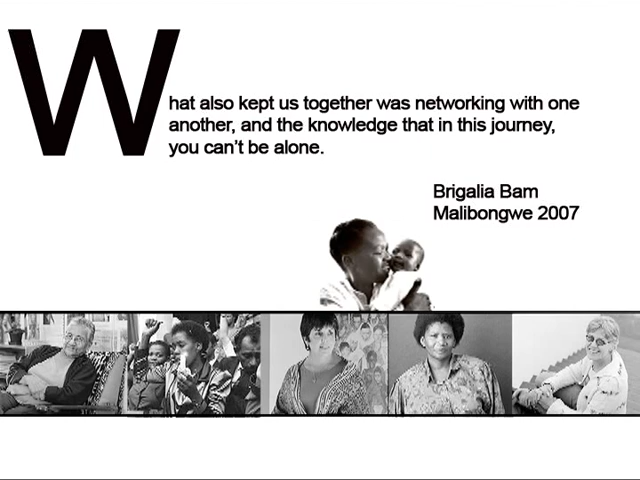 What also kept us together was networking with one
another, and the knowledge that in this journey,
you can't be alone.
Brigalia Bam
Malibongwe 2007